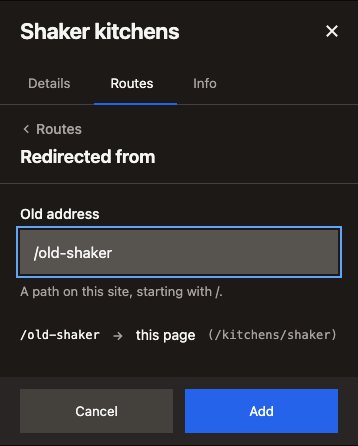 Shaker kitchens
Details Routes Info
Routes
Redirected from
Old address
/old-shaker
A path on this site, starting with /.
/old-shaker → this page (/kitchens/shaker)
Cancel Add